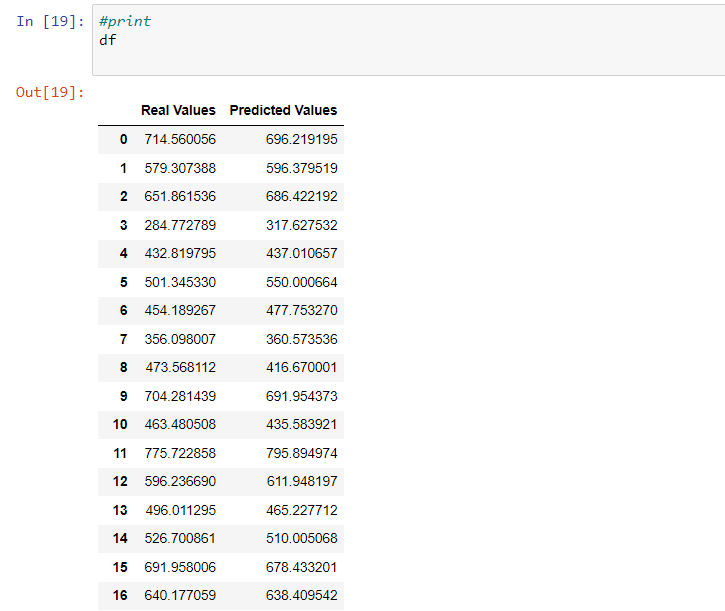 In [19]: #print
df
Out[19]:
Real Values Predicted Values
0 714.560056 696.219195
1 579.307388 596.379519
2 651.861536 686.422192
3 284.772789 317.627532
4 432.819795 437.010657
5 501.345330 550.000664
6 454.189267 477.753270
7 356.098007 360.573536
8 473.568112 416.670001
9 704.281439 691.954373
10 463.480508 435.583921
11 775.722858 795.894974
12 596.236690 611.948197
13 496.011295 465.227712
14 526.700861 510.005068
15 691.958006 678.433201
16 640.177059 638.409542